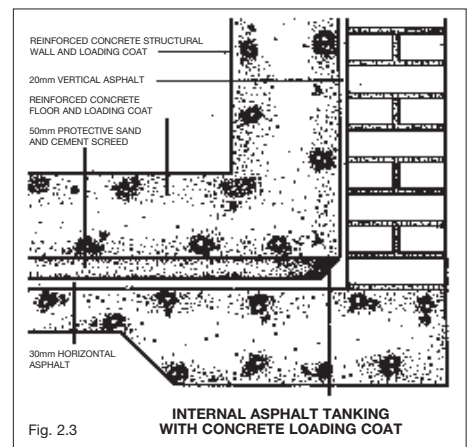 REINFORCED CONCRETE STRUCTURAL
WALL AND LOADING COAT
20mm VERTICAL ASPHALT
REINFORCED CONCRETE
FLOOR AND LOADING COAT
50mm PROTECTIVE SAND
AND CEMENT SCREED
30mm HORIZONTAL
ASPHALT
Fig. 2.3
INTERNAL ASPHALT TANKING
WITH CONCRETE LOADING COAT